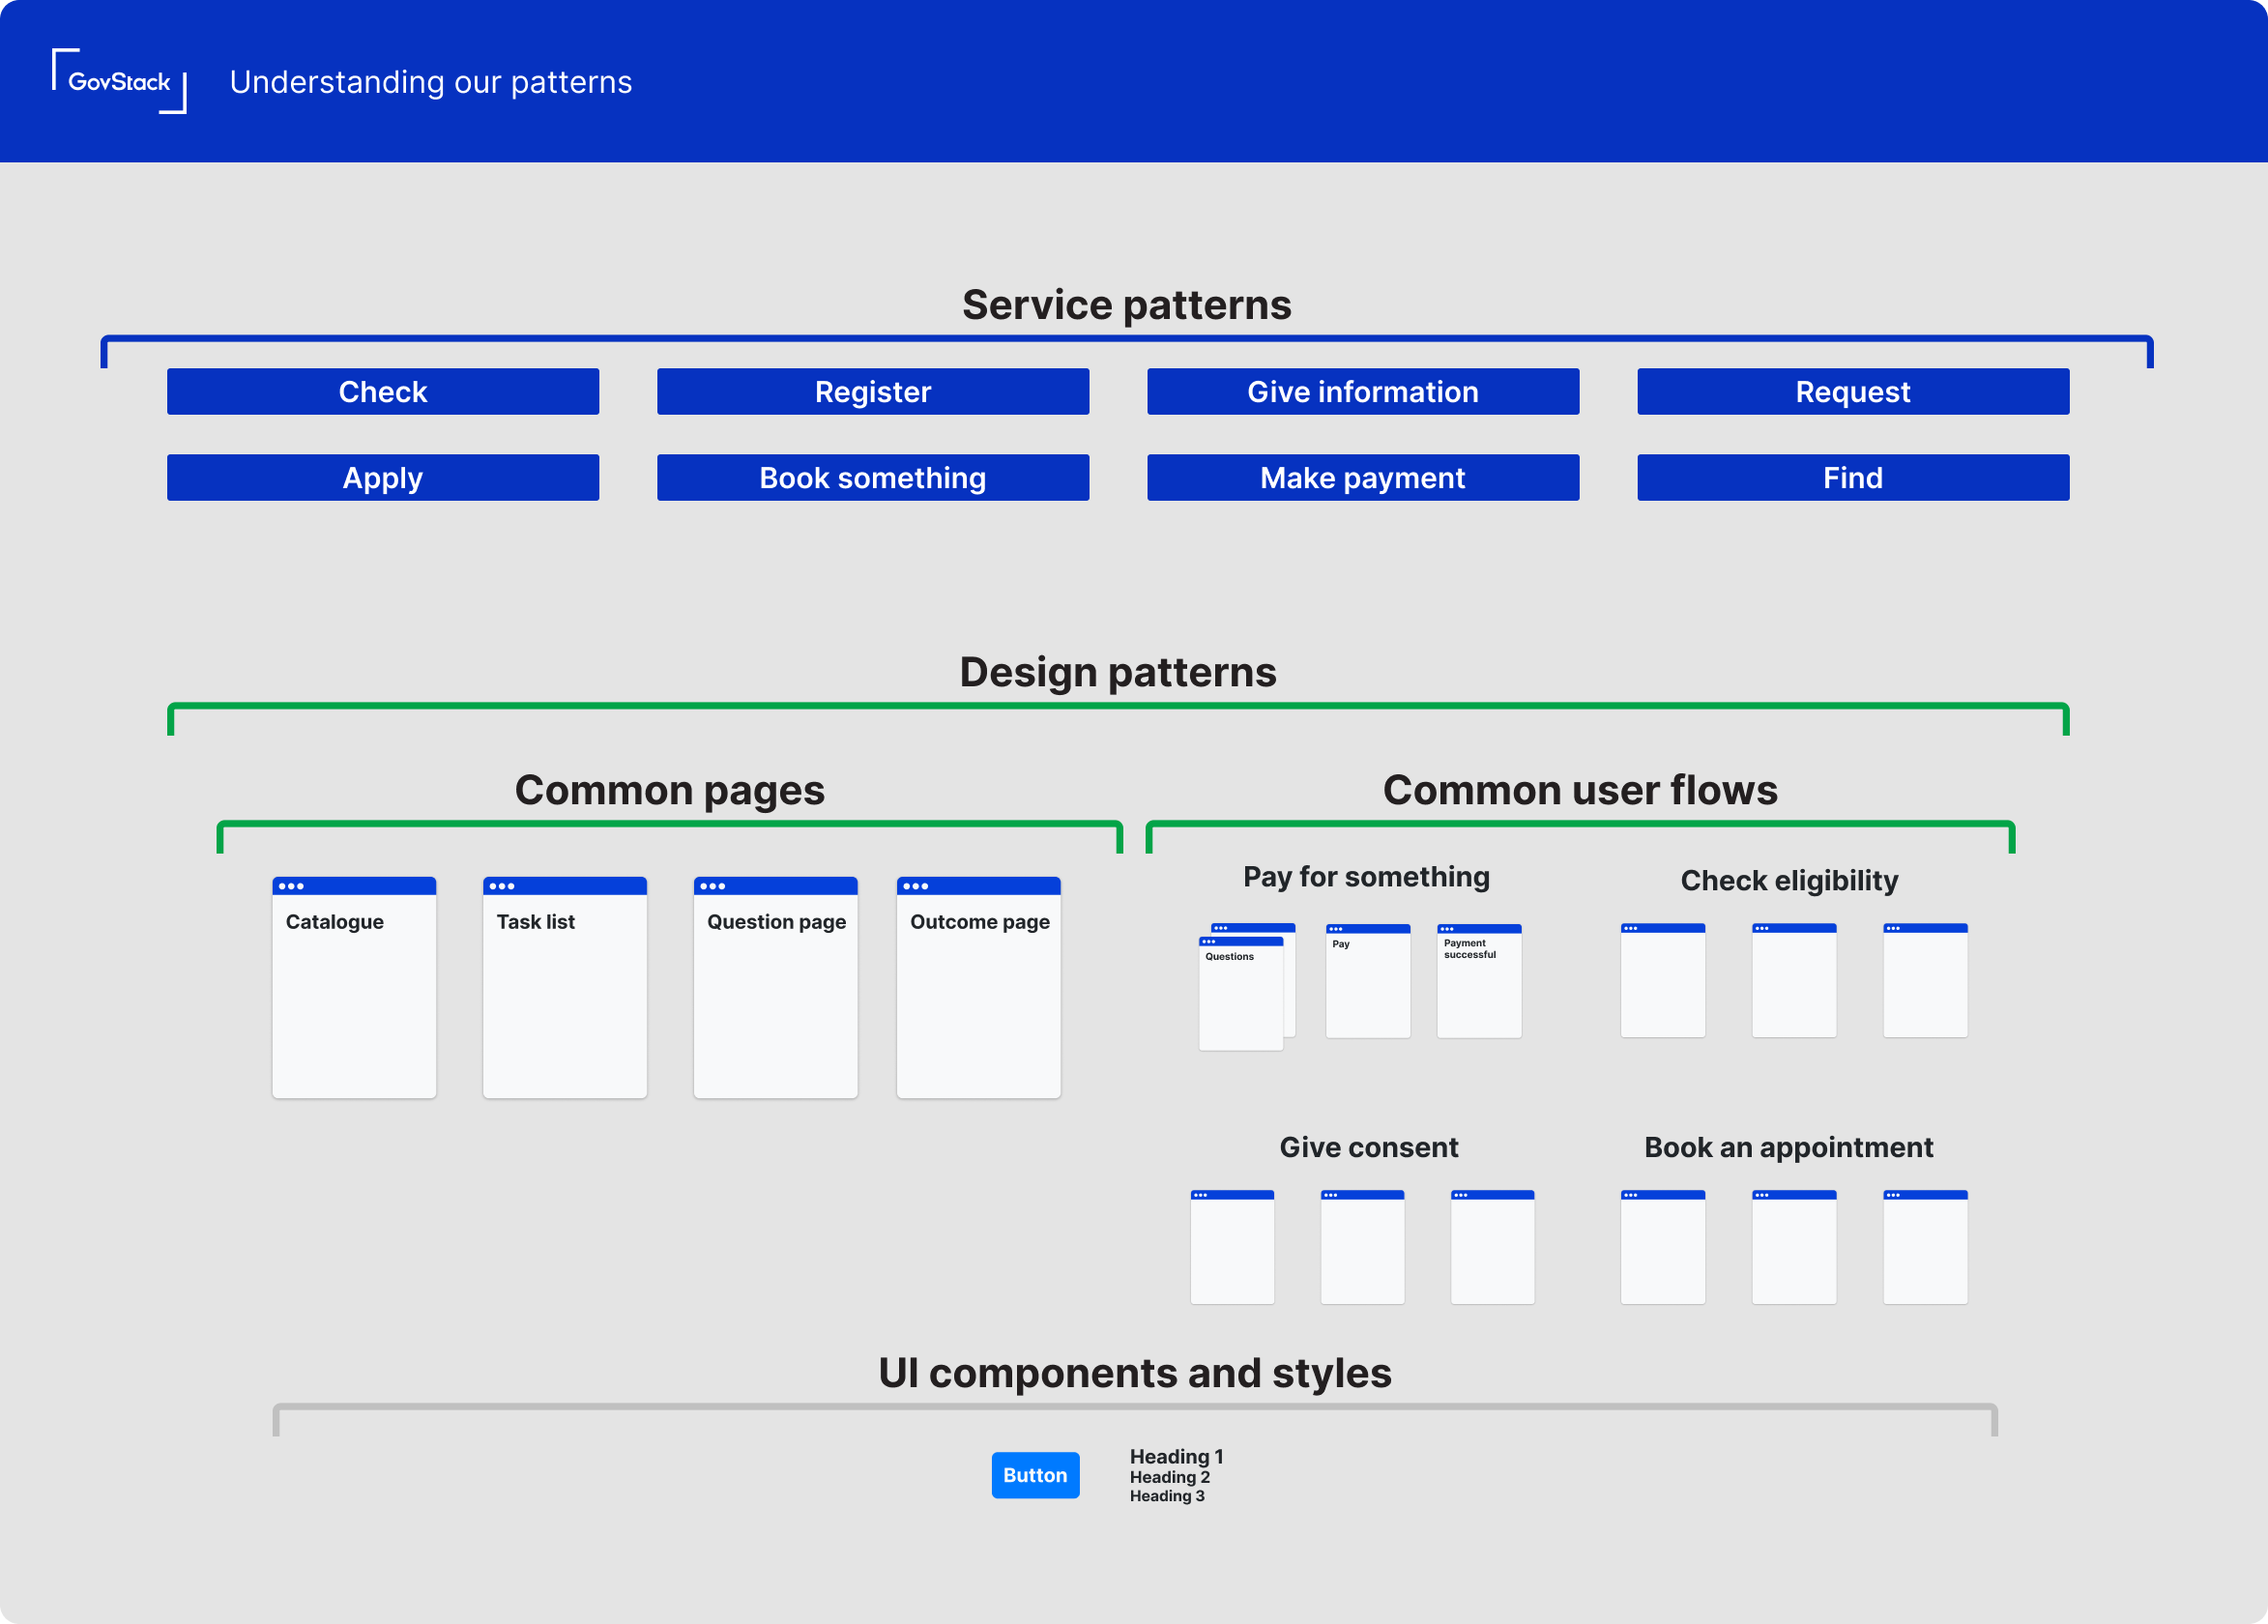 GovStack
Understanding our patterns
Service patterns
Check
Register
Give information
Request
Apply
Book something
Make payment
Find
Design patterns
Common pages
Catalogue
Task list
Question page
Outcome page
Common user flows
Pay for something
Questions
Pay
Payment
successful
Check eligibility
Give consent
Book an appointment
UI components and styles
Button
Heading 1
Heading 2
Heading 3